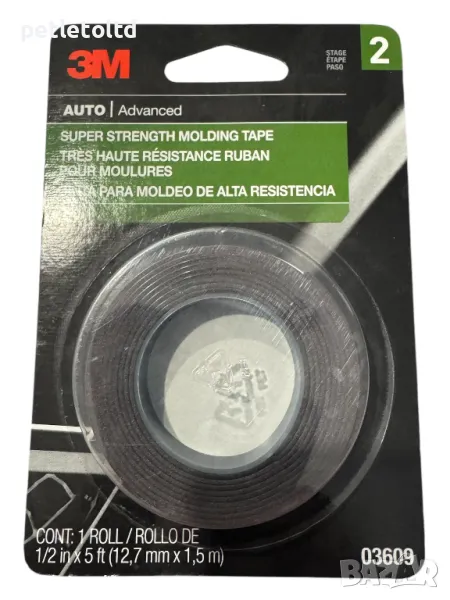 petletoltd
3M
STAGE
ÉTAPE
PASO
2
AUTO | Advanced
SUPER STRENGTH MOLDING TAPE
TRÈS HAUTE RÉSISTANCE RUBAN
POUR MOULURES
PARA MOLDEO DE ALTA RESISTENCIA
CONT: 1 ROLL / ROLLO DE
1/2 in x 5 ft (12,7 mm x 1,5 m)
03609
BAZAR